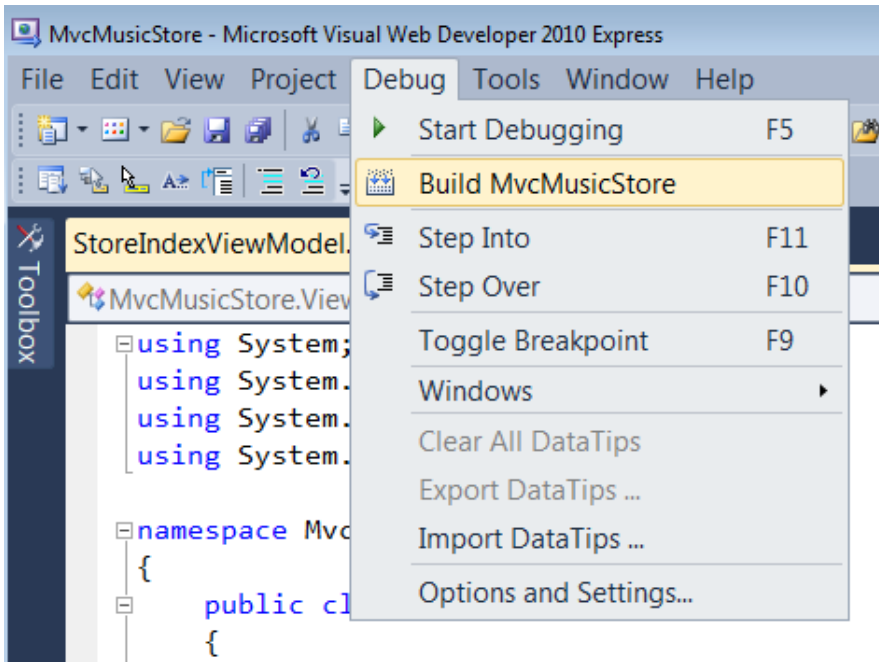 MvcMusicStore - Microsoft Visual Web Developer 2010 Express
File Edit View Project Debug Tools Window Help
Start Debugging F5
Build MvcMusicStore
Step Into F11
Step Over F10
Toggle Breakpoint F9
Windows
Clear All DataTips
Export DataTips ...
Import DataTips ...
Options and Settings...
Toolbox
StoreIndexViewModel.
MvcMusicStore.View
using System;
using System.
using System.
using System.
namespace Mvc
{
public cl
{